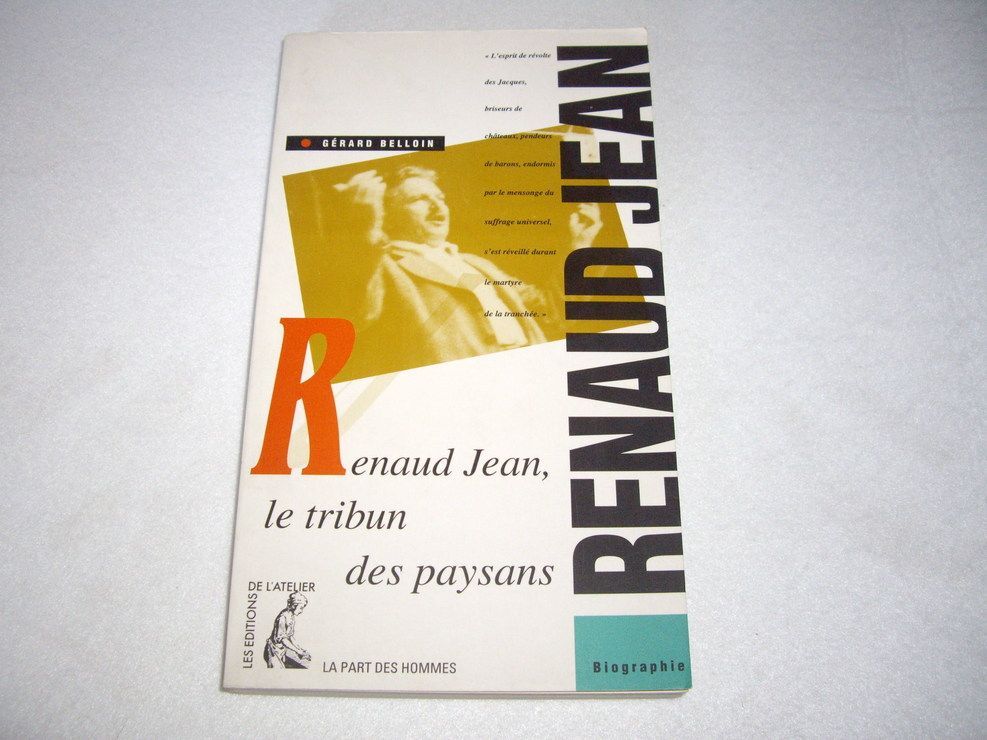 « L'esprit de révolte
des Jacques,
briseurs de
châteaux, pendeurs
de barons, endormis
par le mensonge du
suffrage universel,
s'est réveillé durant
le martyre
de la tranchée. »
GÉRARD BELLOIN
RENAUD JEAN
Renaud Jean,
le tribun
des paysans
LES EDITIONS
DE L'ATELIER
LA PART DES HOMMES
Biographie